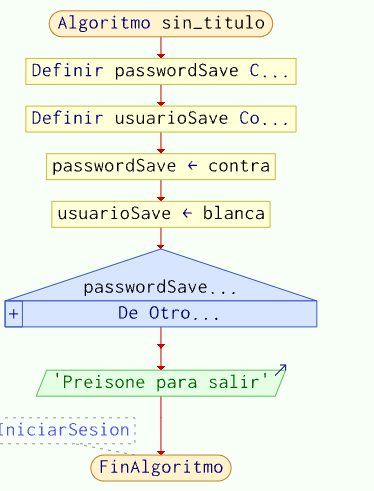 Algoritmo sin_titulo
Definir passwordSave C...
Definir usuarioSave Co...
passwordSave ← contra
usuarioSave ← blanca
passwordSave...
+ De Otro...
'Preisone para salir'
IniciarSesion
FinAlgoritmo